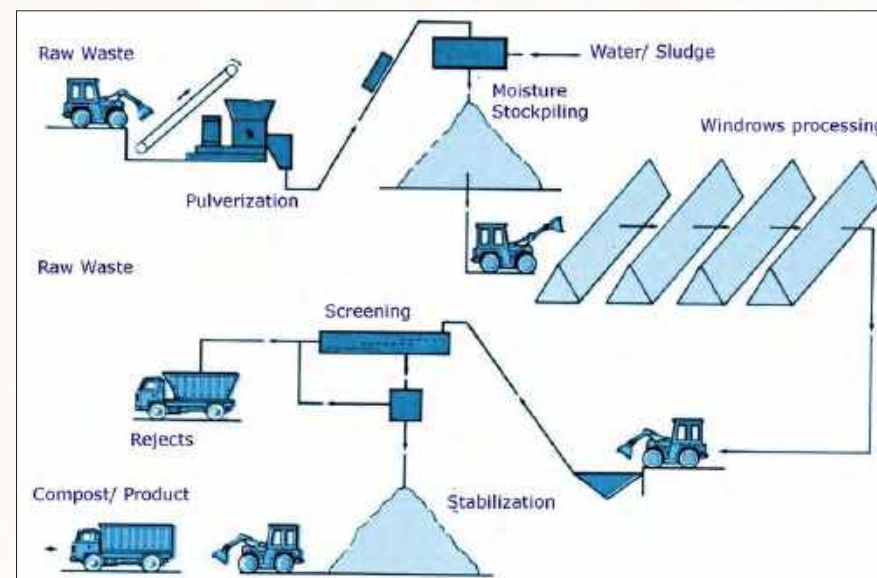 Raw Waste
Water/ Sludge
Moisture
Stockpiling
Windrows processing
Pulverization
Raw Waste
Screening
Rejects
Compost/ Product
Stabilization